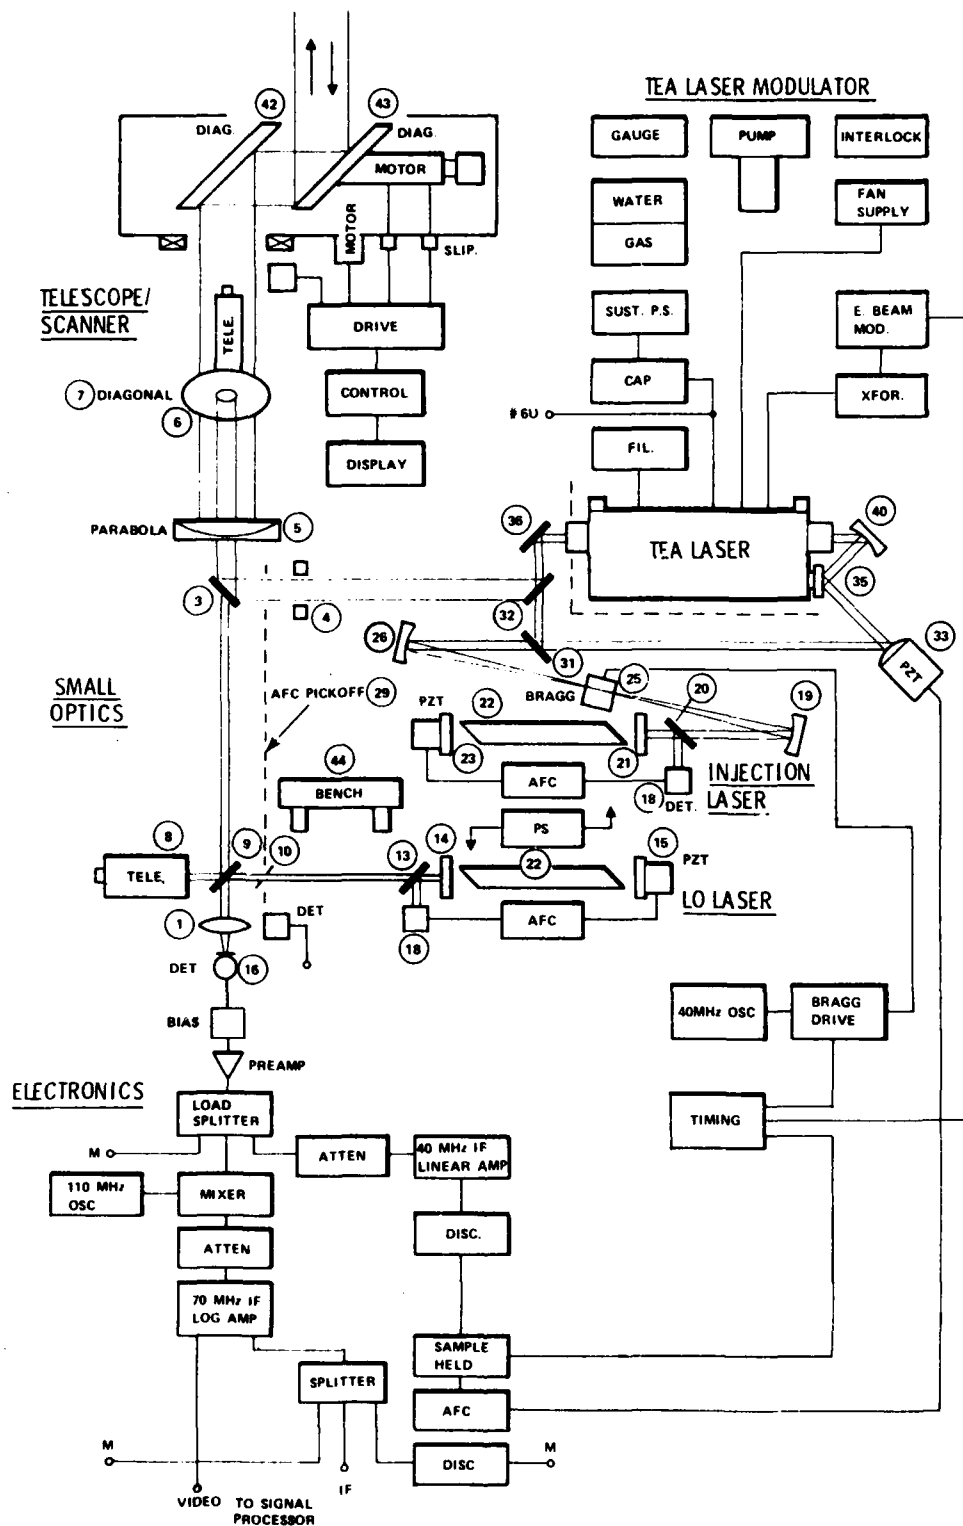 TEA LASER MODULATOR
42
43
DIAG.
DIAG.
MOTOR
MOTOR
SLIP.
GAUGE
PUMP
INTERLOCK
WATER
GAS
FAN
SUPPLY
TELESCOPE/
SCANNER
TELE.
DRIVE
SUST. P.S.
E. BEAM
MOD.
7
DIAGONAL
6
CONTROL
CAP
XFOR.
#6U
DISPLAY
FIL.
PARABOLA
5
36
TEA LASER
40
35
3
4
32
26
31
33
PZT
SMALL
OPTICS
AFC PICKOFF
29
BRAGG
25
20
19
PZT
22
23
21
44
BENCH
AFC
18
DET.
INJECTION
LASER
PS
8
9
10
13
14
22
15
PZT
TELE.
LO LASER
1
DET
18
AFC
DET
16
BIAS
40MHz OSC
BRAGG
DRIVE
PREAMP
ELECTRONICS
LOAD
SPLITTER
TIMING
M
ATTEN
40 MHz IF
LINEAR AMP
110 MHz
OSC
MIXER
ATTEN
DISC.
70 MHz IF
LOG AMP
SAMPLE
HELD
SPLITTER
AFC
M
DISC
M
IF
VIDEO
TO SIGNAL
PROCESSOR